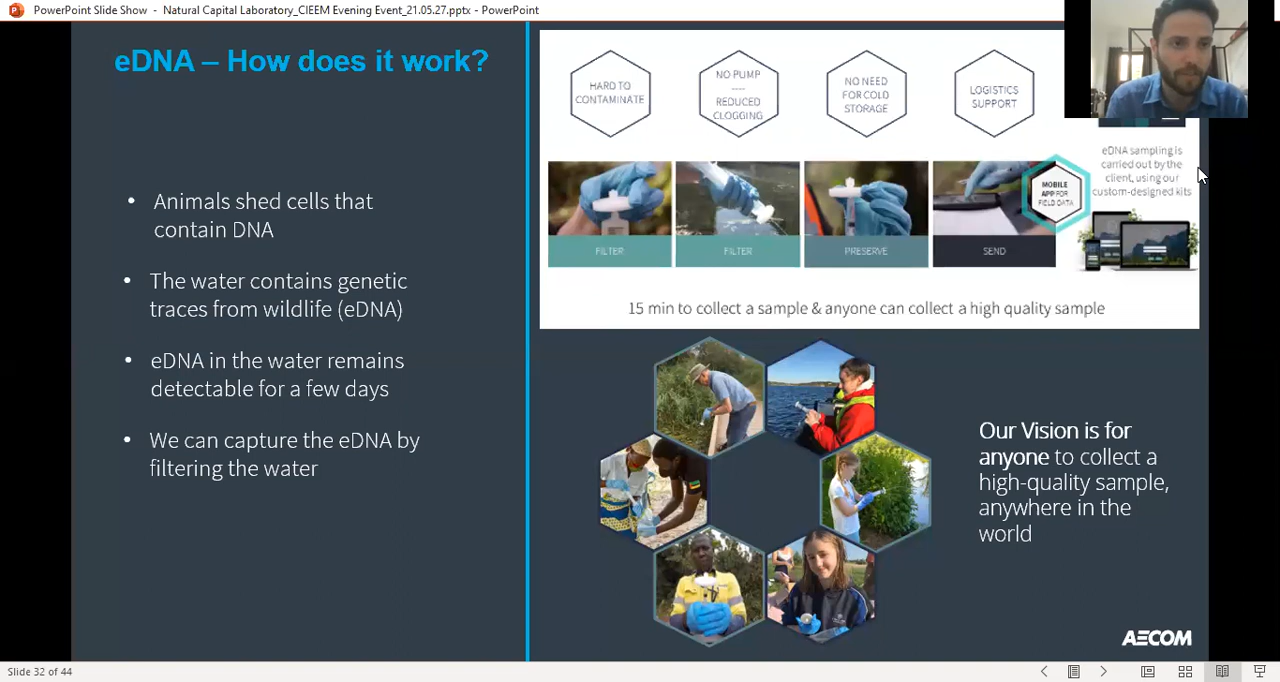 PowerPoint Slide Show - Natural Capital Laboratory_CIEEM Evening Event_21.05.27.pptx - PowerPoint
eDNA – How does it work?
• Animals shed cells that
contain DNA
• The water contains genetic
traces from wildlife (eDNA)
• eDNA in the water remains
detectable for a few days
• We can capture the eDNA by
filtering the water
HARD TO
CONTAMINATE
NO PUMP
----
REDUCED
CLOGGING
NO NEED
FOR COLD
STORAGE
LOGISTICS
SUPPORT
FILTER
FILTER
PRESERVE
SEND
MOBILE
APP FOR
FIELD DATA
eDNA sampling is
carried out by the
client, using our
custom-designed kits
15 min to collect a sample & anyone can collect a high quality sample
Our Vision is for
anyone to collect a
high-quality sample,
anywhere in the
world
AECOM
Slide 32 of 44